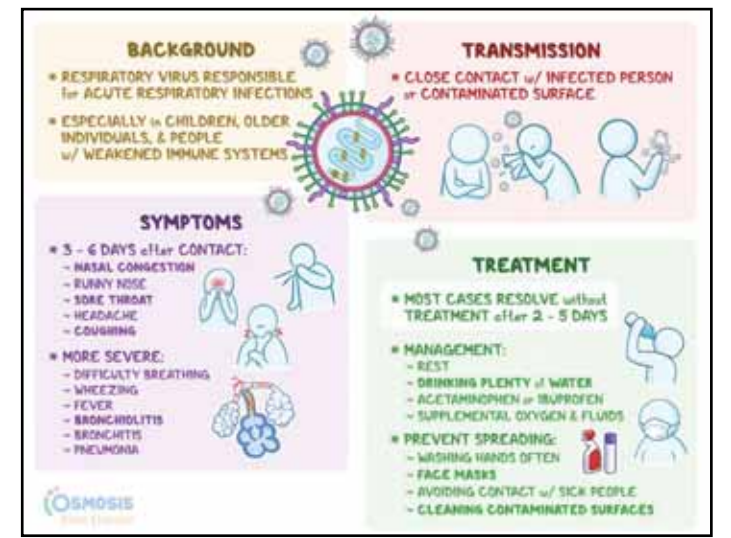 BACKGROUND
• RESPIRATORY VIRUS RESPONSIBLE
for ACUTE RESPIRATORY INFECTIONS
• ESPECIALLY in CHILDREN, OLDER
INDIVIDUALS, & PEOPLE
w/ WEAKENED IMMUNE SYSTEMS
TRANSMISSION
• CLOSE CONTACT w/ INFECTED PERSON
or CONTAMINATED SURFACE
SYMPTOMS
• 3 - 6 DAYS after CONTACT:
- NASAL CONGESTION
- RUNNY NOSE
- SORE THROAT
- HEADACHE
- COUGHING
• MORE SEVERE:
- DIFFICULTY BREATHING
- WHEEZING
- FEVER
- BRONCHIOLITIS
- BRONCHITIS
- PNEUMONIA
TREATMENT
• MOST CASES RESOLVE without
TREATMENT after 2 - 5 DAYS
• MANAGEMENT:
- REST
- DRINKING PLENTY of WATER
- ACETAMINOPHEN or IBUPROFEN
- SUPPLEMENTAL OXYGEN & FLUIDS
• PREVENT SPREADING:
- WASHING HANDS OFTEN
- FACE MASKS
- AVOIDING CONTACT w/ SICK PEOPLE
- CLEANING CONTAMINATED SURFACES
OSMOSIS